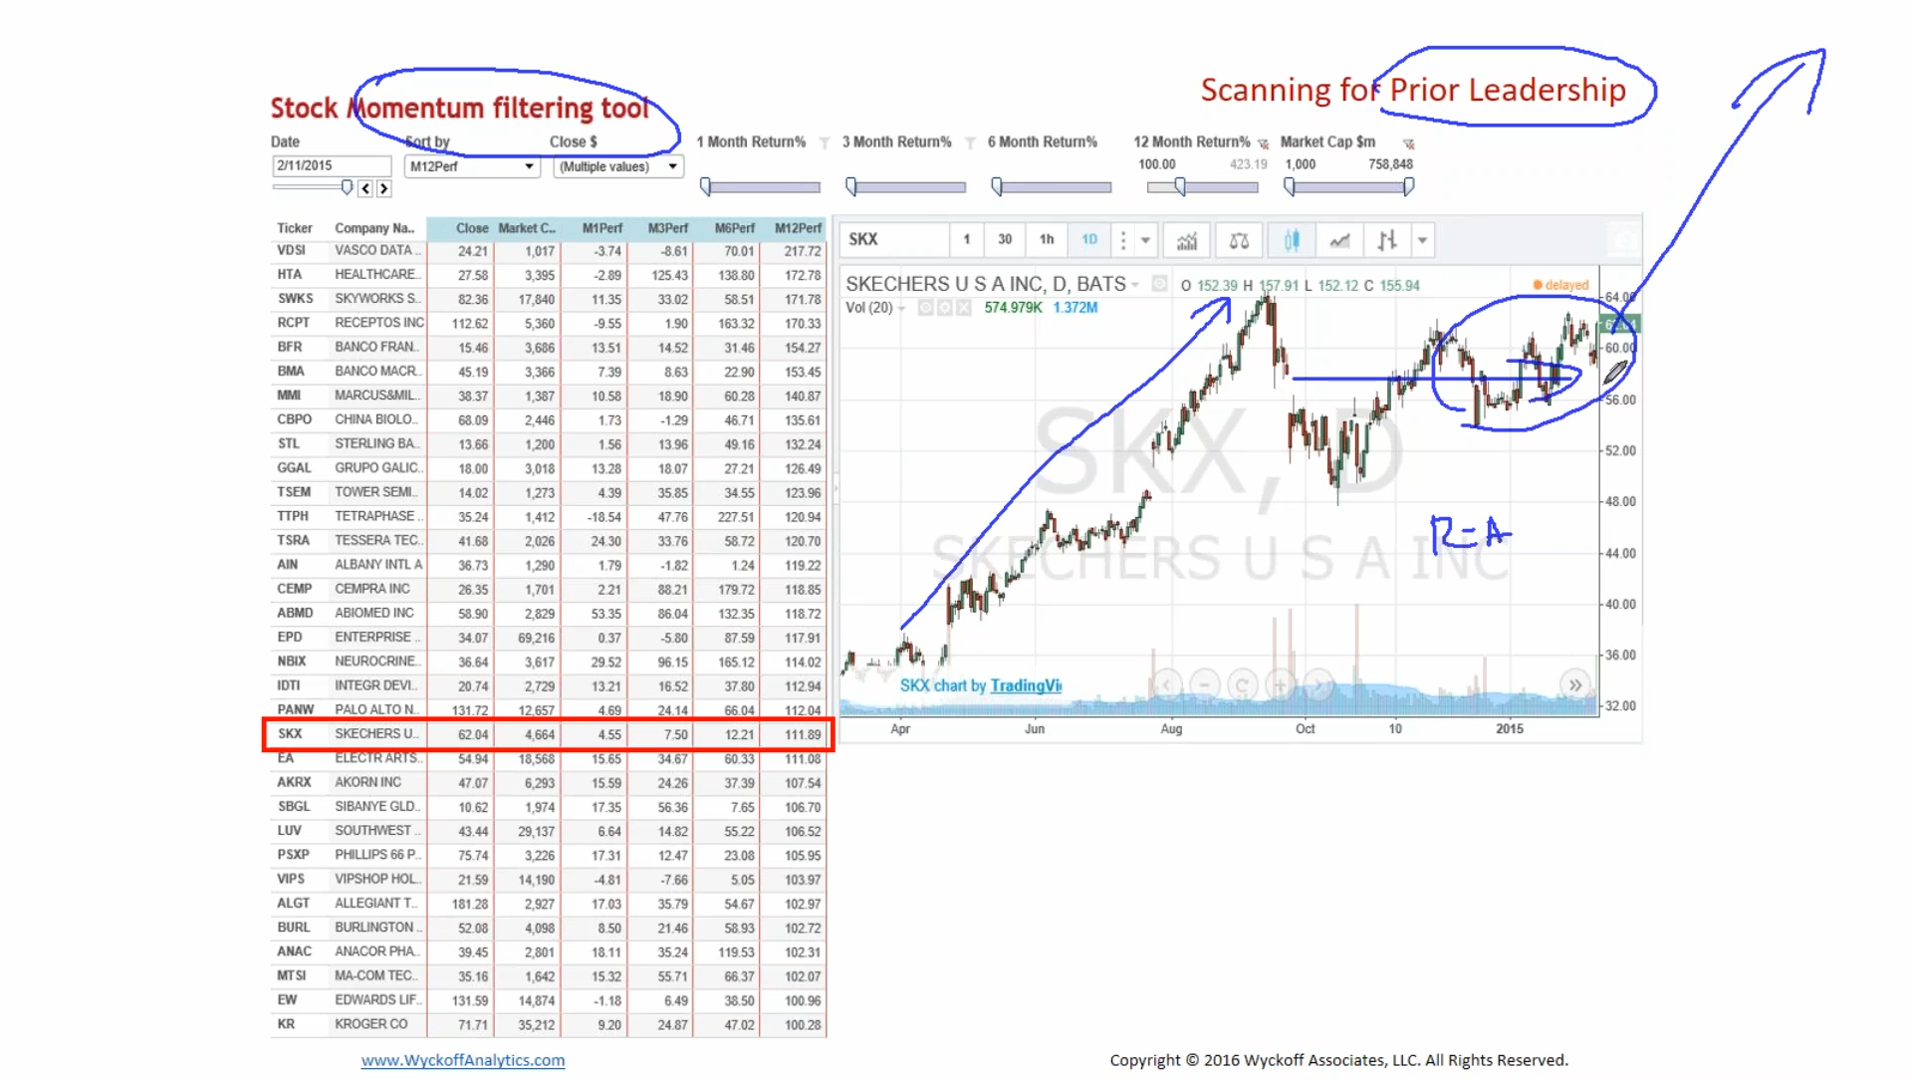 Scanning for Prior Leadership
Stock Momentum filtering tool
Date Sort by Close $ 1 Month Return% 3 Month Return% 6 Month Return% 12 Month Return% Market Cap $m
2/11/2015 M12Perf (Multiple values) 100.00 423.19 1,000 758,848
Ticker Company Na.. Close Market C.. M1Perf M3Perf M6Perf M12Perf
VDSI VASCO DATA .. 24.21 1,017 -3.74 -8.61 70.01 217.72
HTA HEALTHCARE.. 27.58 3,395 -2.89 125.43 138.80 172.78
SWKS SKYWORKS S.. 82.36 17,840 11.35 33.02 58.51 171.78
RCPT RECEPTOS INC 112.62 5,360 -9.55 1.90 163.32 170.33
BFR BANCO FRAN.. 15.46 3,686 13.51 14.52 31.46 154.27
BMA BANCO MACR.. 45.19 3,366 7.39 8.63 22.90 153.45
MMI MARCUS&MIL.. 38.37 1,387 10.58 18.90 60.28 140.87
CBPO CHINA BIOLO.. 68.09 2,446 1.73 -1.29 46.71 135.61
STL STERLING BA.. 13.66 1,200 1.56 13.96 49.16 132.24
GGAL GRUPO GALIC.. 18.00 3,018 13.28 18.07 27.21 126.49
TSEM TOWER SEMI.. 14.02 1,273 4.39 35.85 34.55 123.96
TTPH TETRAPHASE .. 35.24 1,412 -18.54 47.76 227.51 120.94
TSRA TESSERA TEC.. 41.68 2,026 24.30 33.76 58.72 120.70
AIN ALBANY INTL A 36.73 1,290 1.79 -1.82 1.24 119.22
CEMP CEMPRA INC 26.35 1,701 2.21 88.21 179.72 118.85
ABMD ABIOMED INC 58.90 2,829 53.35 86.04 132.35 118.72
EPD ENTERPRISE .. 34.07 69,216 0.37 -5.80 87.59 117.91
NBIX NEUROCRINE.. 36.64 3,617 29.52 96.15 165.12 114.02
IDTI INTEGR DEVI.. 20.74 2,729 13.21 16.52 37.80 112.94
PANW PALO ALTO N.. 131.72 12,657 4.69 24.14 66.04 112.04
SKX SKECHERS U.. 62.04 4,664 4.55 7.50 12.21 111.89
EA ELECTR ARTS.. 54.94 18,568 15.65 34.67 60.33 111.08
AKRX AKORN INC 47.07 6,293 15.59 24.26 37.39 107.54
SBGL SIBANYE GLD.. 10.62 1,974 17.35 56.36 7.65 106.70
LUV SOUTHWEST .. 43.44 29,137 6.64 14.82 55.22 106.52
PSXP PHILLIPS 66 P.. 75.74 3,226 17.31 12.47 23.08 105.95
VIPS VIPSHOP HOL.. 21.59 14,190 -4.81 -7.66 5.05 103.97
ALGT ALLEGIANT T.. 181.28 2,927 17.03 35.79 54.67 102.97
BURL BURLINGTON .. 52.08 4,098 8.50 21.46 58.93 102.72
ANAC ANACOR PHA.. 39.45 2,801 18.11 35.24 119.53 102.31
MTSI MA-COM TEC.. 35.16 1,642 15.32 55.71 66.37 102.07
EW EDWARDS LIF.. 131.59 14,874 -1.18 6.49 38.50 100.96
KR KROGER CO 71.71 35,212 9.20 24.87 47.02 100.28
SKX 1 30 1h 1D
SKECHERS U S A INC, D, BATS O 152.39 H 157.91 L 152.12 C 155.94 delayed
Vol (20) 574.979K 1.372M
64.00
60.00
56.00
52.00
48.00
44.00
40.00
36.00
32.00
SKX, D
SKECHERS U S A INC
R=A
SKX chart by TradingVi
Apr Jun Aug Oct 10 2015
www.WyckoffAnalytics.com
Copyright © 2016 Wyckoff Associates, LLC. All Rights Reserved.